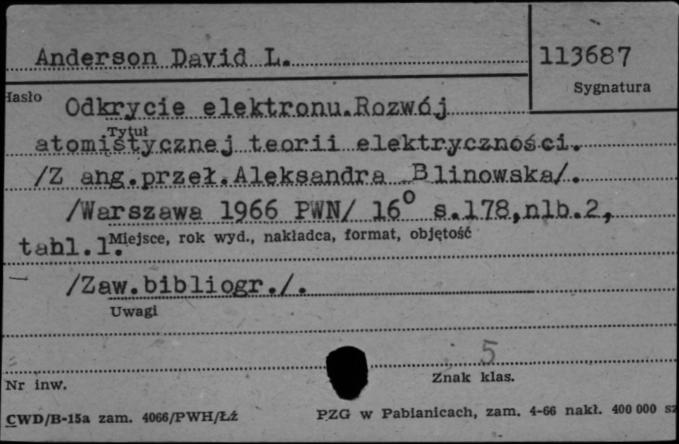 Anderson David L.
113687
Sygnatura
Hasło
Odkrycie elektronu.Rozwój
Tytuł
atomistycznej teorii elektryczności.
/Z ang.przeł.Aleksandra Blinowska/.
/Warszawa 1966 PWN/ 16° s.178,nlb.2,
tabl.1.
Miejsce, rok wyd., nakładca, format, objętość
/Zaw.bibliogr./.
Uwagi
5
Nr inw.
Znak klas.
CWD/B-15a zam. 4066/PWH/Łź
PZG w Pabianicach, zam. 4-66 nakł. 400 000 sz